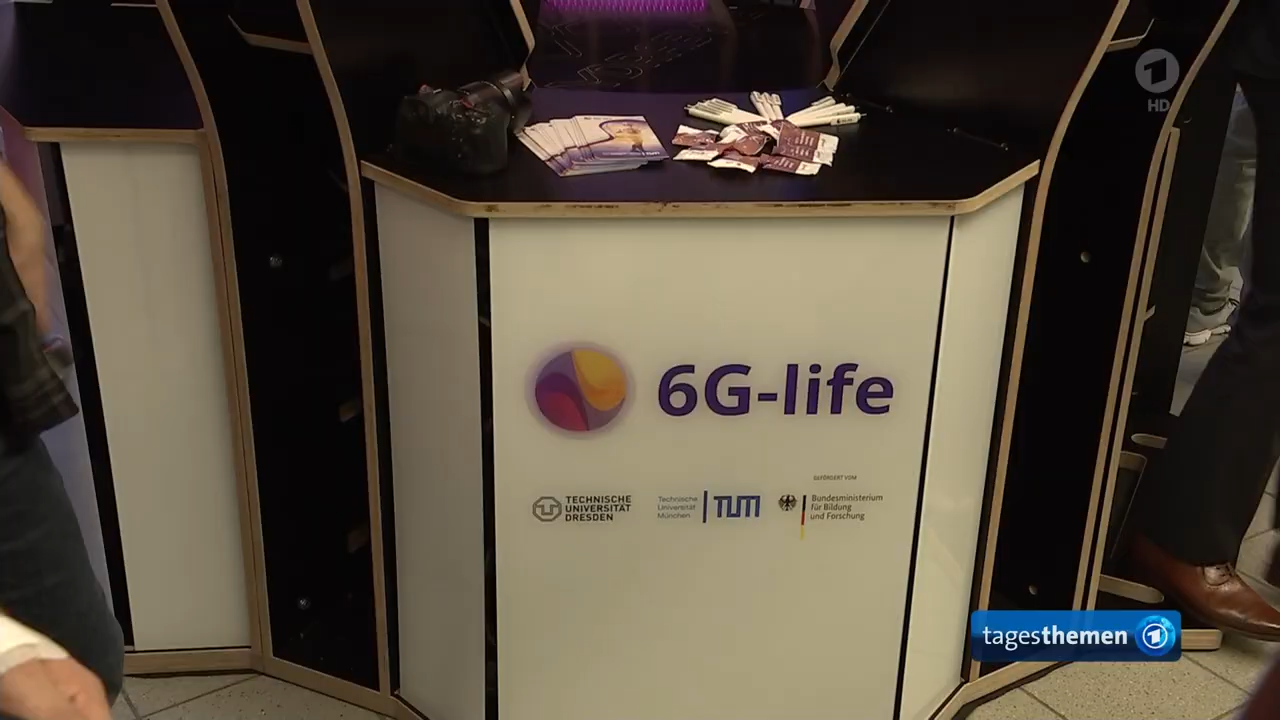 HD
6G-life
GEFÖRDERT VOM
TECHNISCHE
UNIVERSITÄT
DRESDEN
Technische
Universität
München
TUM
Bundesministerium
für Bildung
und Forschung
tagesthemen